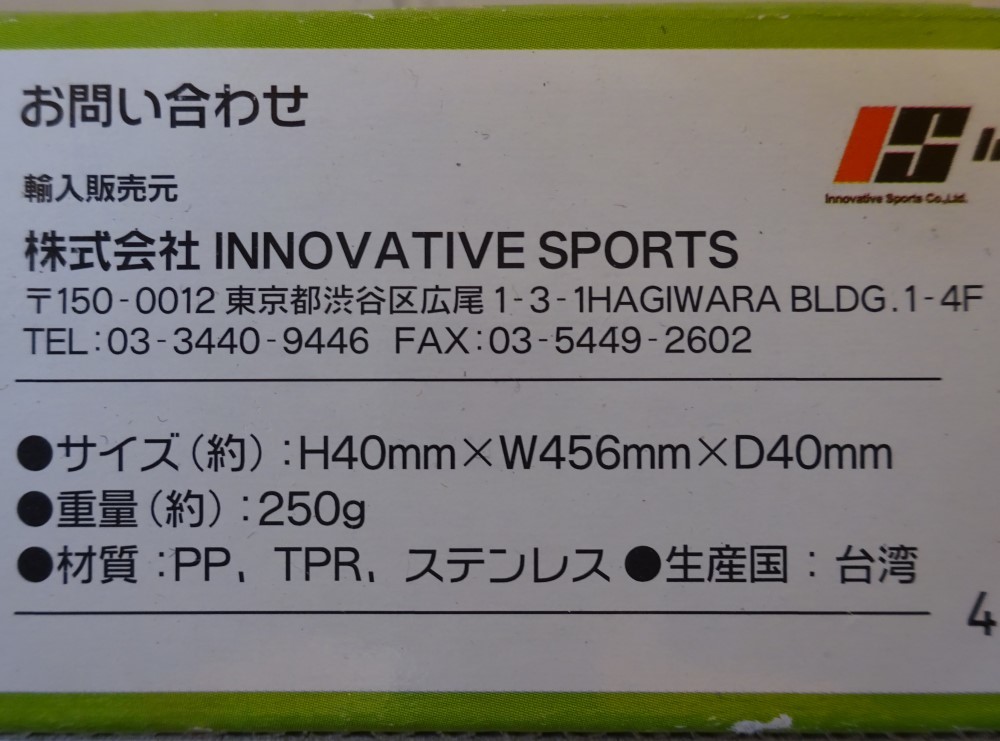 お問い合わせ
IS
Innovative Sports Co.,Ltd.
輸入販売元
株式会社 INNOVATIVE SPORTS
〒150-0012 東京都渋谷区広尾 1-3-1HAGIWARA BLDG.1-4F
TEL:03-3440-9446 FAX:03-5449-2602
●サイズ(約):H40mm×W456mm×D40mm
●重量(約):250g
●材質:PP, TPR, ステンレス ●生産国:台湾
4